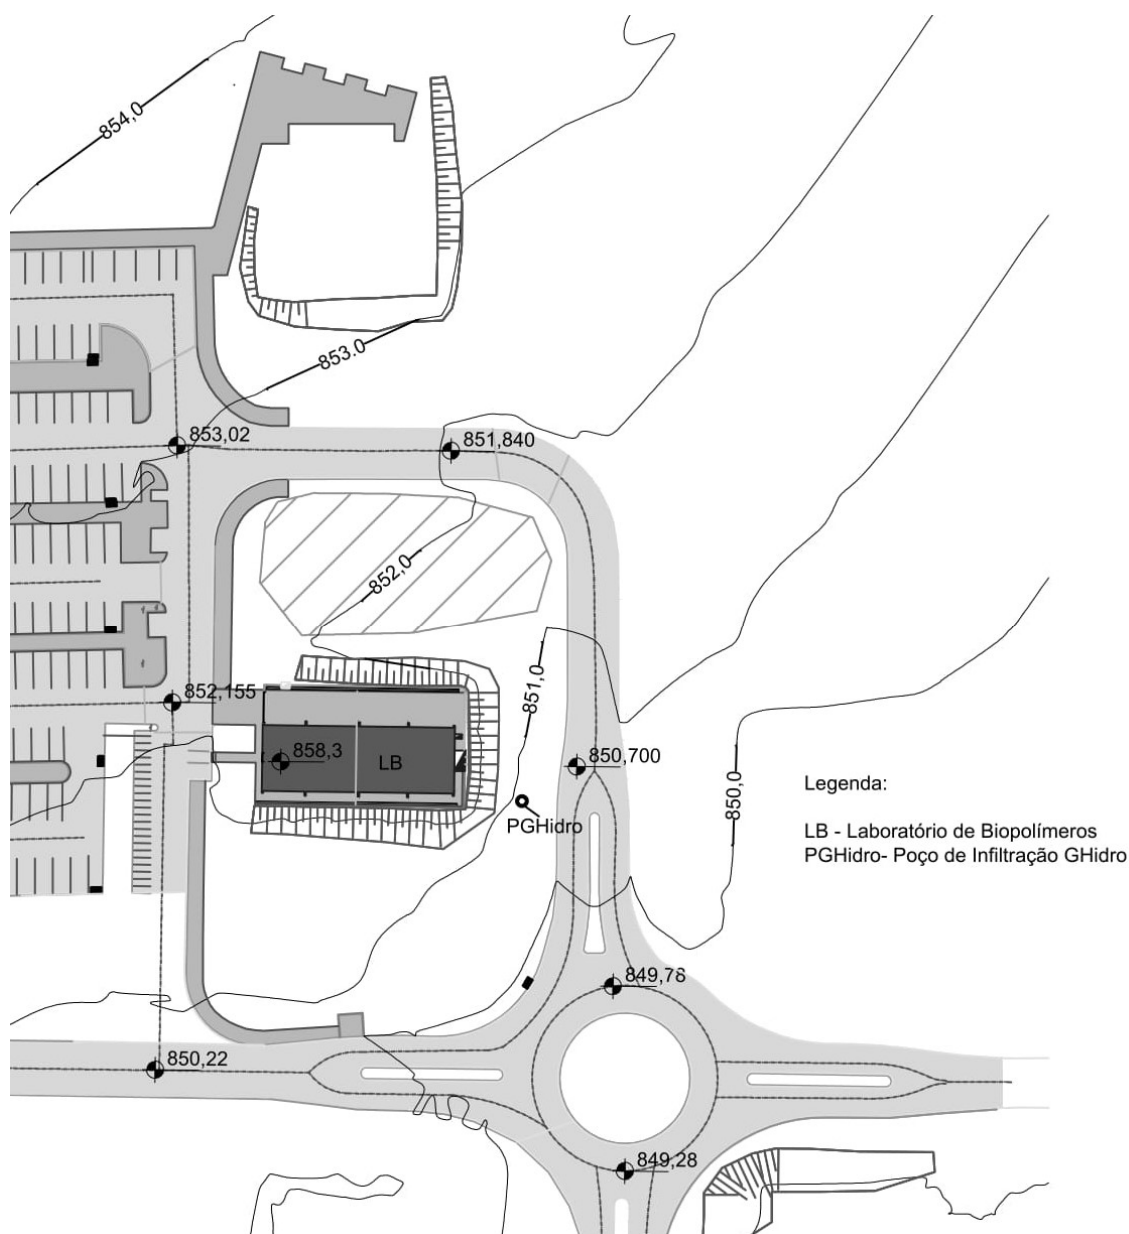 854,0
853.0
853,02
851,840
852,0
851,0
852,155
858,3
LB
850,700
850,0
PGHidro
Legenda:
LB - Laboratório de Biopolímeros
PGHidro- Poço de Infiltração GHidro
849,78
850,22
849,28